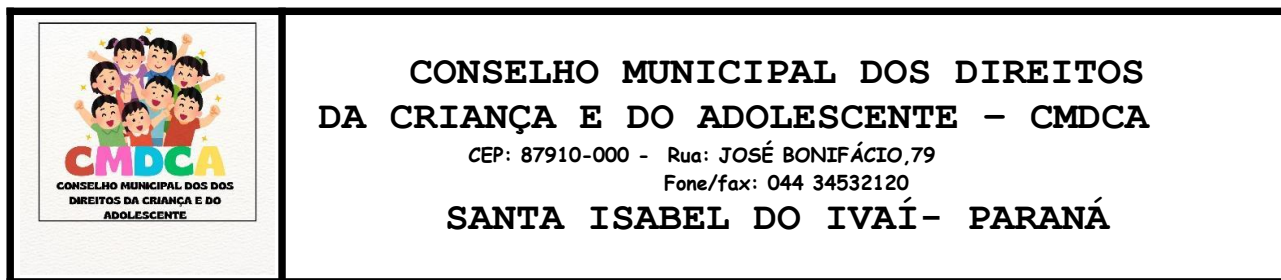 CMDCA
CONSELHO MUNICIPAL DOS DOS
DIREITOS DA CRIANÇA E DO
ADOLESCENTE
CONSELHO MUNICIPAL DOS DIREITOS
DA CRIANÇA E DO ADOLESCENTE – CMDCA
CEP: 87910-000 - Rua: JOSÉ BONIFÁCIO,79
Fone/fax: 044 34532120
SANTA ISABEL DO IVAÍ- PARANÁ